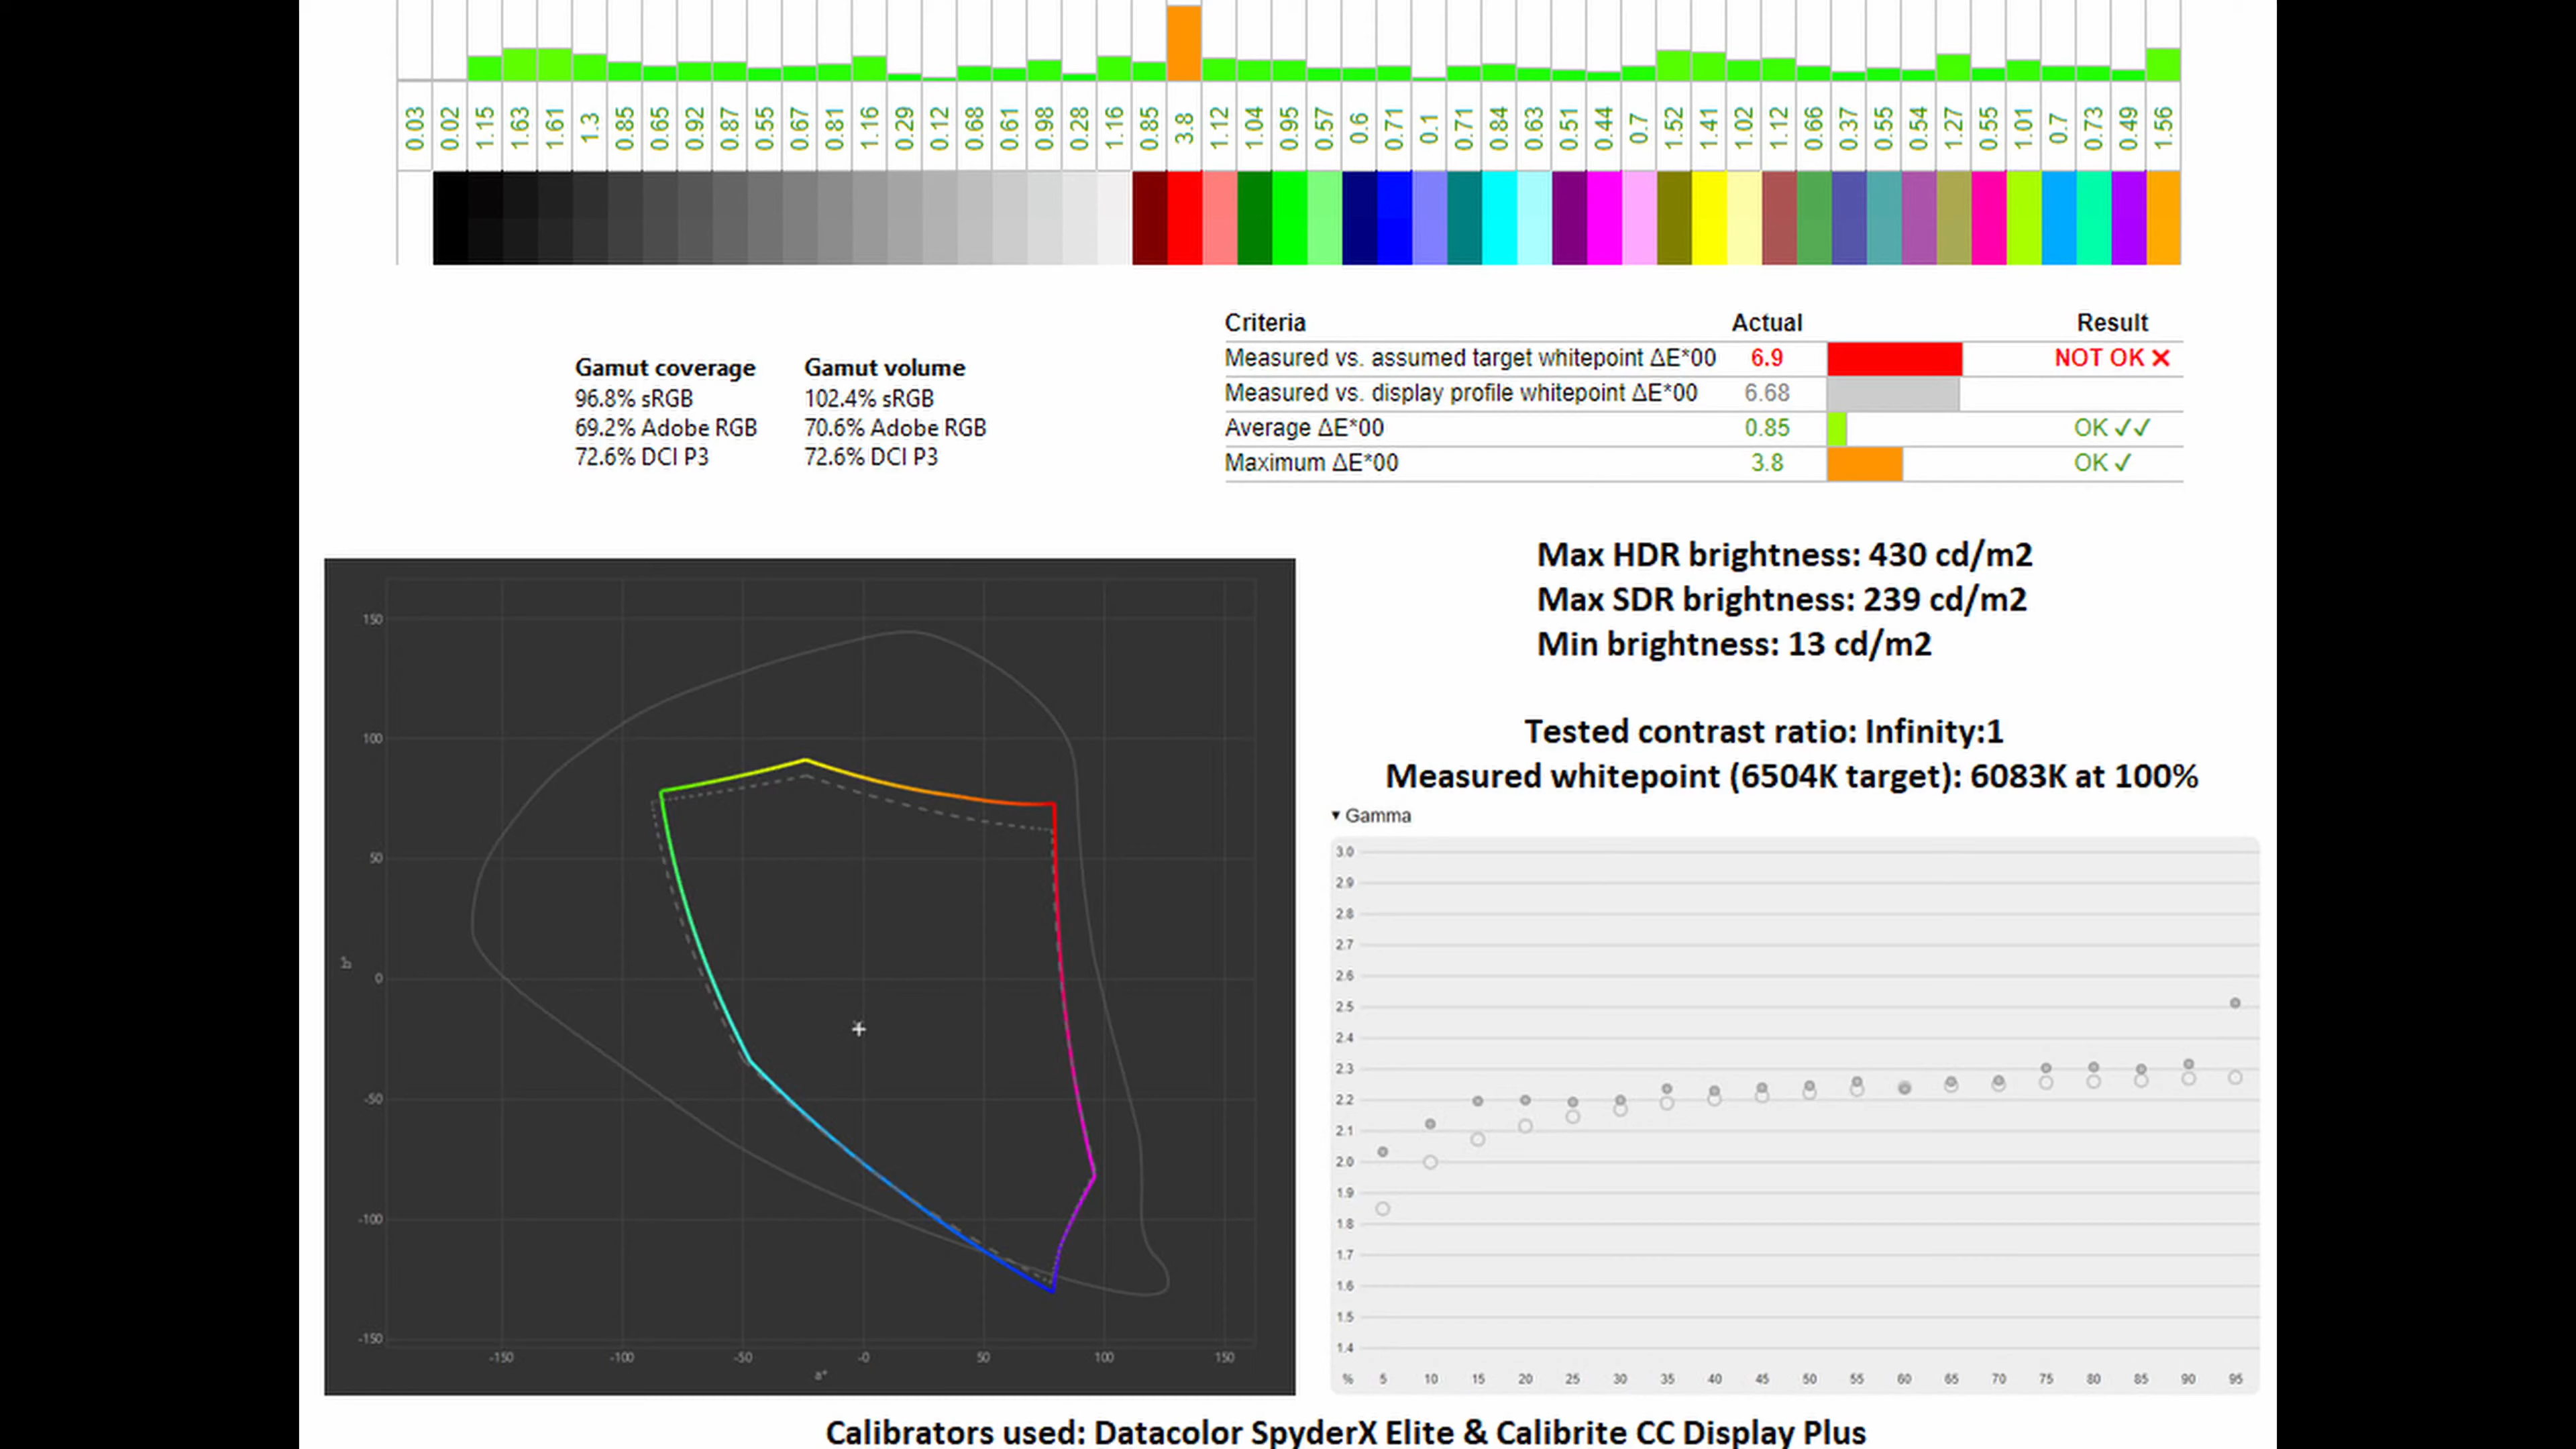 0.03 0.02 1.15 1.63 1.61 1.3 0.85 0.65 0.92 0.87 0.55 0.67 0.81 1.16 0.29 0.12 0.68 0.61 0.98 0.28 1.16 0.85 3.8 1.12 1.04 0.95 0.57 0.6 0.71 0.1 0.71 0.84 0.63 0.51 0.44 0.7 1.52 1.41 1.02 1.12 0.66 0.37 0.55 0.54 1.27 0.55 1.01 0.7 0.73 0.49 1.56
Gamut coverage Gamut volume
96.8% sRGB 102.4% sRGB
69.2% Adobe RGB 70.6% Adobe RGB
72.6% DCI P3 72.6% DCI P3
Criteria Actual Result
Measured vs. assumed target whitepoint ΔE*00 6.9 NOT OK ✕
Measured vs. display profile whitepoint ΔE*00 6.68
Average ΔE*00 0.85 OK ✓✓
Maximum ΔE*00 3.8 OK ✓
Max HDR brightness: 430 cd/m2
Max SDR brightness: 239 cd/m2
Min brightness: 13 cd/m2
Tested contrast ratio: Infinity:1
Measured whitepoint (6504K target): 6083K at 100%
150
100
50
0
-50
-100
-150
b*
-150 -100 -50 -0 50 100 150
a*
▾ Gamma
3.0
2.9
2.8
2.7
2.6
2.5
2.4
2.3
2.2
2.1
2.0
1.9
1.8
1.7
1.6
1.5
1.4
% 5 10 15 20 25 30 35 40 45 50 55 60 65 70 75 80 85 90 95
Calibrators used: Datacolor SpyderX Elite & Calibrite CC Display Plus